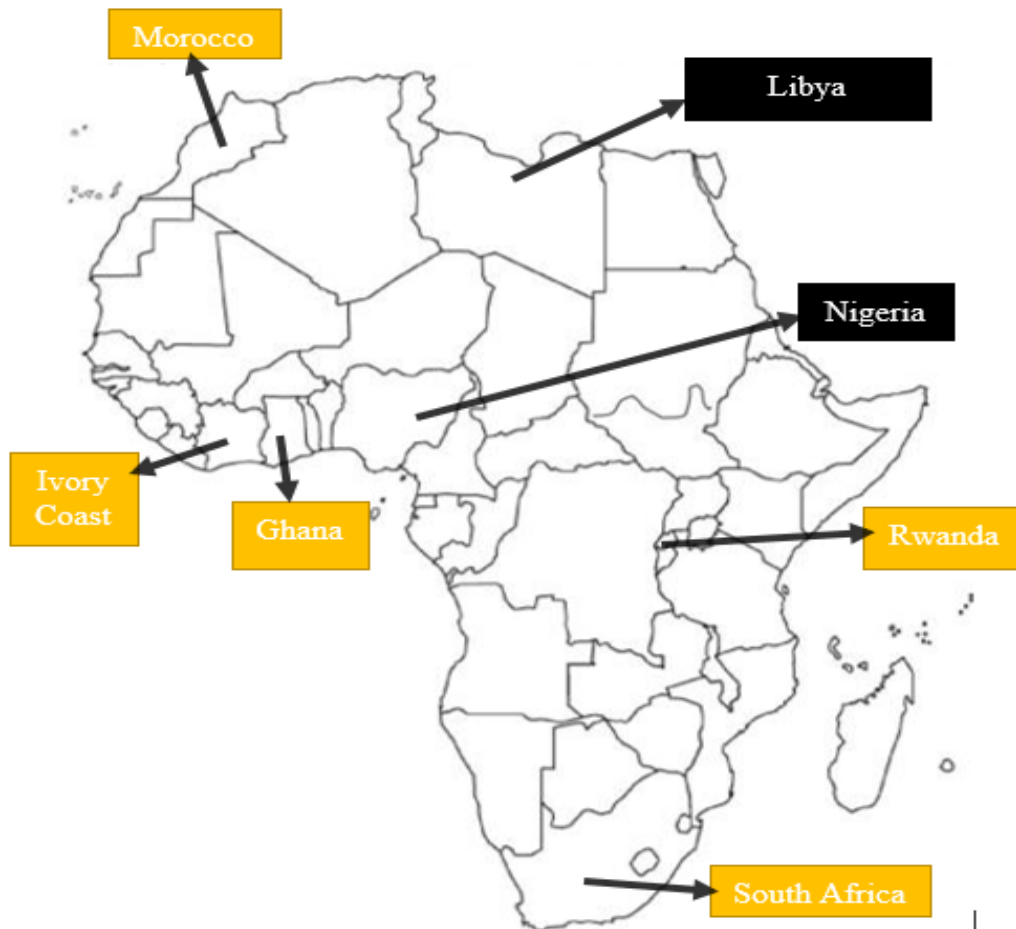 Morocco
Libya
Nigeria
Ivory
Coast
Ghana
Rwanda
South Africa